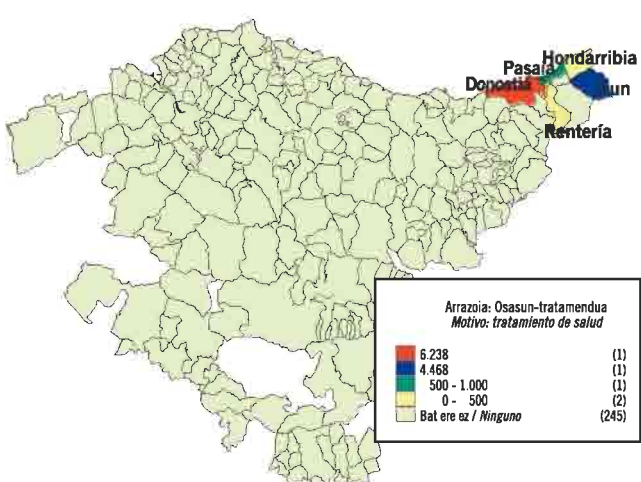 Hondarribia
Pasaia
Donostia
Irun
Rentería
Arrazoia: Osasun-tratamendua
Motivo: tratamiento de salud
6.238 (1)
4.468 (1)
500 - 1.000 (1)
0 - 500 (2)
Bat ere ez / Ninguno (245)